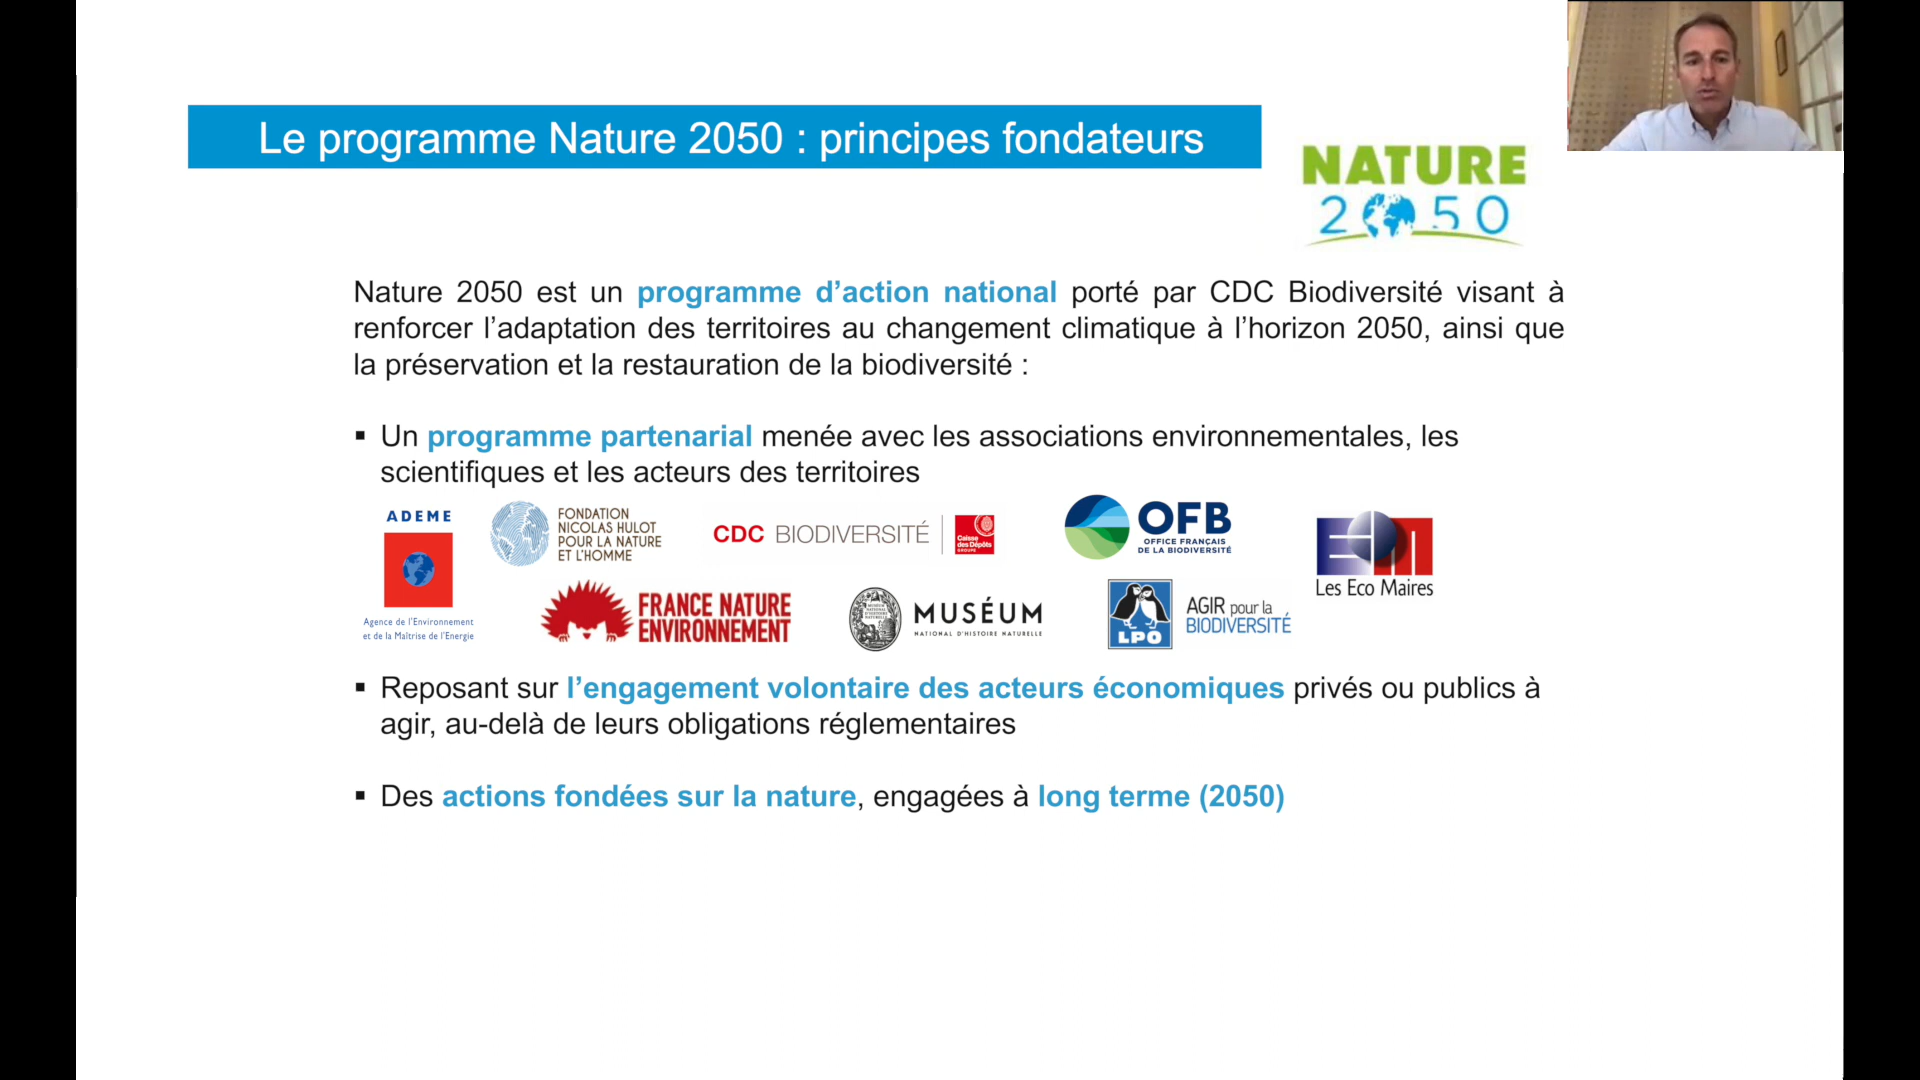 Le programme Nature 2050 : principes fondateurs
NATURE
2050
Nature 2050 est un programme d’action national porté par CDC Biodiversité visant à
renforcer l’adaptation des territoires au changement climatique à l’horizon 2050, ainsi que
la préservation et la restauration de la biodiversité :
▪ Un programme partenarial menée avec les associations environnementales, les
scientifiques et les acteurs des territoires
ADEME
Agence de l'Environnement
et de la Maîtrise de l'Energie
FONDATION
NICOLAS HULOT
POUR LA NATURE
ET L'HOMME
CDC BIODIVERSITÉ
Caisse
des Dépôts
GROUPE
OFB
OFFICE FRANÇAIS
DE LA BIODIVERSITÉ
Les Eco Maires
FRANCE NATURE
ENVIRONNEMENT
MUSÉUM
NATIONAL D'HISTOIRE NATURELLE
LPO
AGIR pour la
BIODIVERSITÉ
▪ Reposant sur l’engagement volontaire des acteurs économiques privés ou publics à
agir, au-delà de leurs obligations réglementaires
▪ Des actions fondées sur la nature, engagées à long terme (2050)